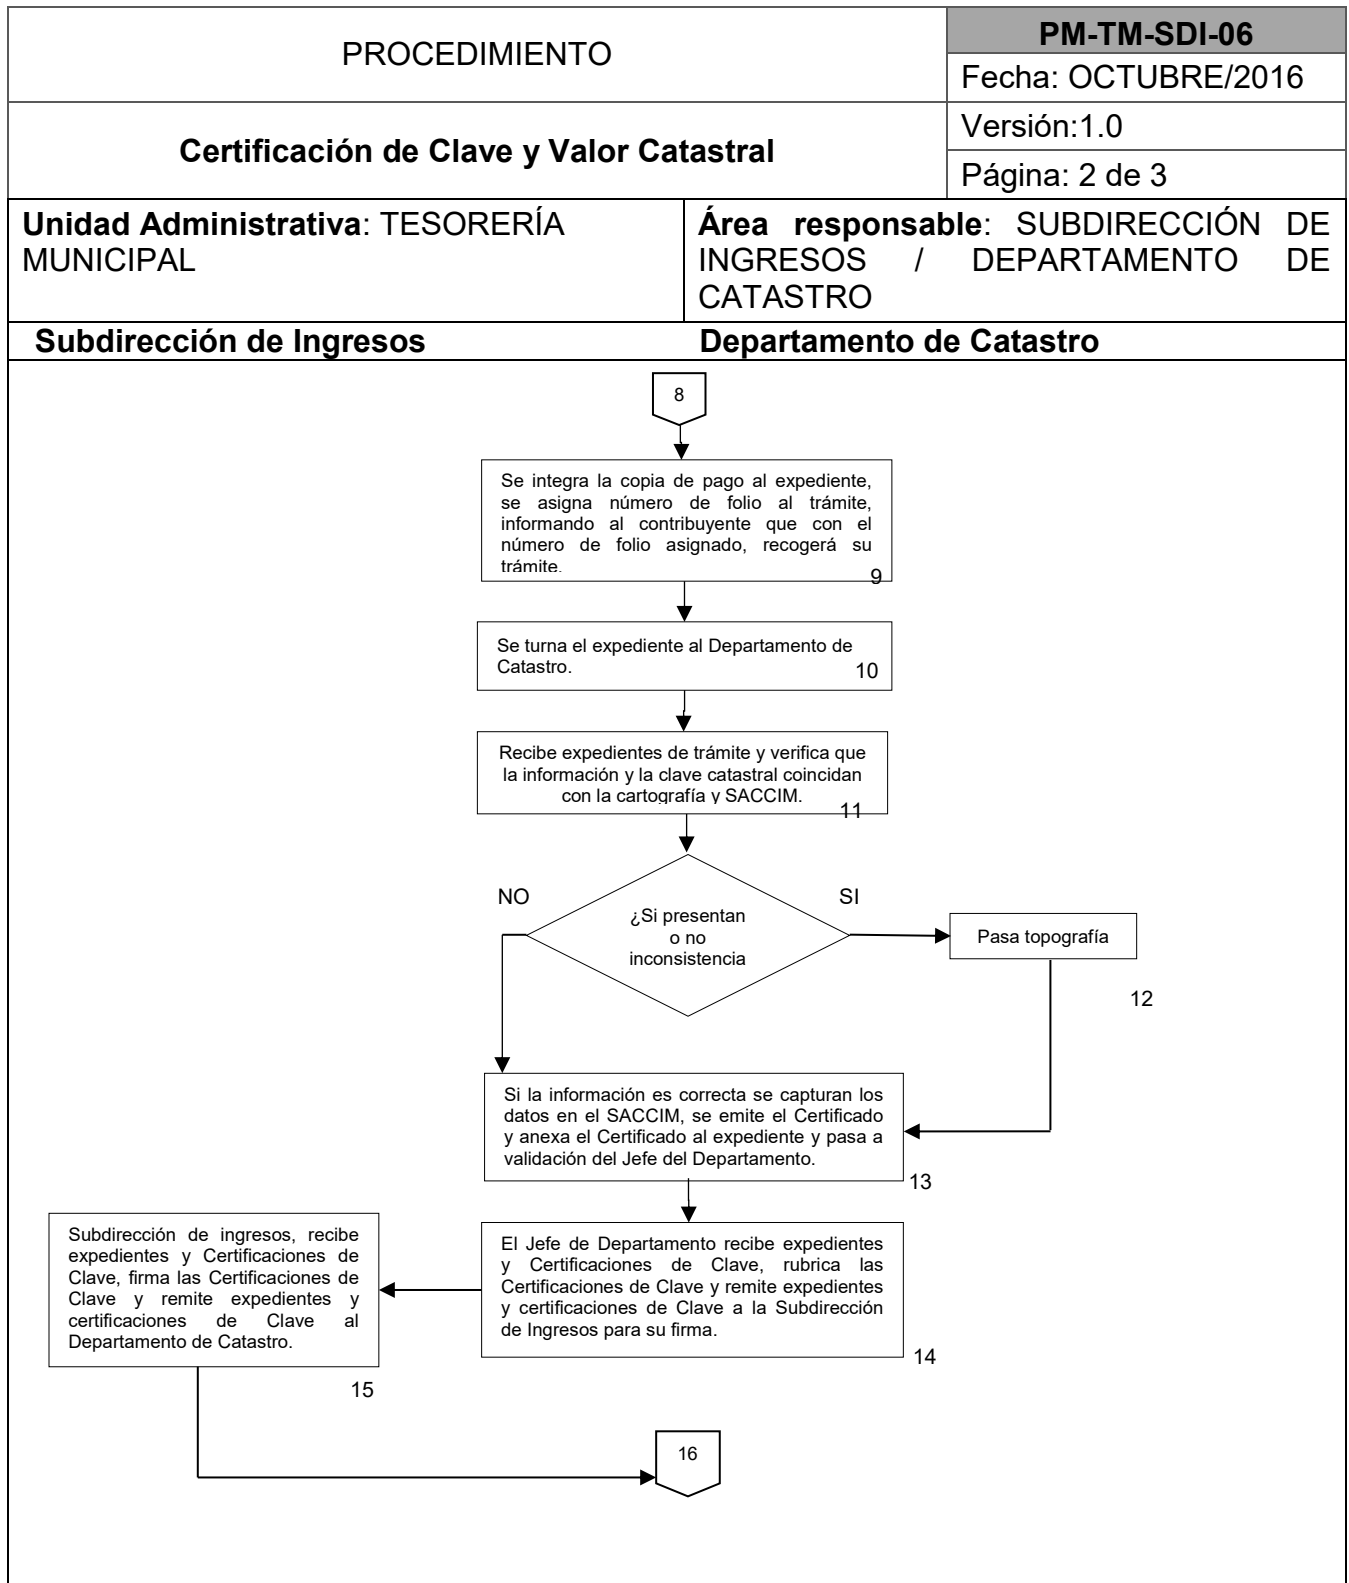 PROCEDIMIENTO
PM-TM-SDI-06
Fecha: OCTUBRE/2016
Certificación de Clave y Valor Catastral
Versión:1.0
Página: 2 de 3
Unidad Administrativa: TESORERÍA
MUNICIPAL
Área responsable: SUBDIRECCIÓN DE
INGRESOS / DEPARTAMENTO DE
CATASTRO
Subdirección de Ingresos
Departamento de Catastro
8
Se integra la copia de pago al expediente,
se asigna número de folio al trámite,
informando al contribuyente que con el
número de folio asignado, recogerá su
trámite.
9
Se turna el expediente al Departamento de
Catastro.
10
Recibe expedientes de trámite y verifica que
la información y la clave catastral coincidan
con la cartografía y SACCIM.
11
NO
SI
¿Si presentan
o no
inconsistencia
Pasa topografía
12
Si la información es correcta se capturan los
datos en el SACCIM, se emite el Certificado
y anexa el Certificado al expediente y pasa a
validación del Jefe del Departamento.
13
El Jefe de Departamento recibe expedientes
y Certificaciones de Clave, rubrica las
Certificaciones de Clave y remite expedientes
y certificaciones de Clave a la Subdirección
de Ingresos para su firma.
14
Subdirección de ingresos, recibe
expedientes y Certificaciones de
Clave, firma las Certificaciones de
Clave y remite expedientes y
certificaciones de Clave al
Departamento de Catastro.
15
16